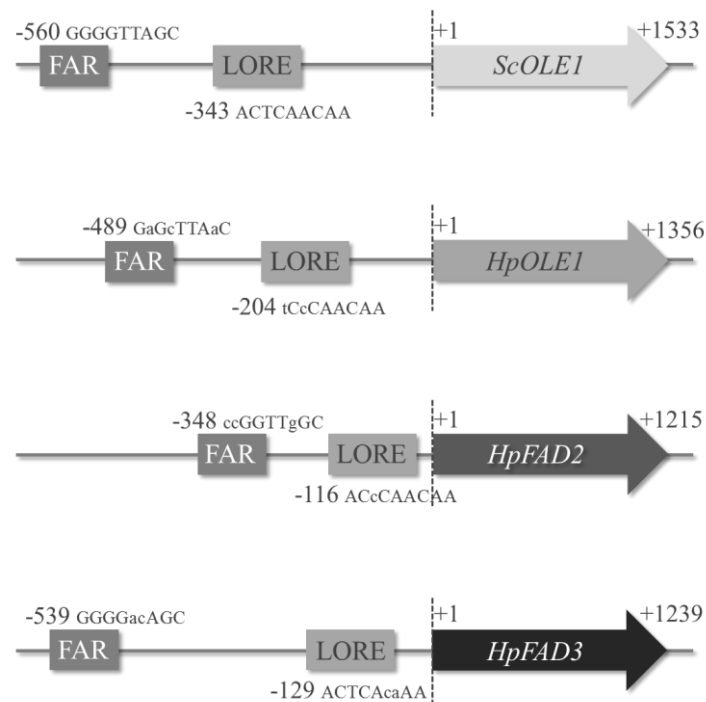 -560 GGGGTTAGC
+1
+1533
FAR
LORE
ScOLE1
-343 ACTCAACAA
-489 GaGcTTAaC
+1
+1356
FAR
LORE
HpOLE1
-204 tCcCAACAA
-348 ccGGTTgGC
+1
+1215
FAR
LORE
HpFAD2
-116 ACcCAACAA
-539 GGGGacAGC
+1
+1239
FAR
LORE
HpFAD3
-129 ACTCAcaAA